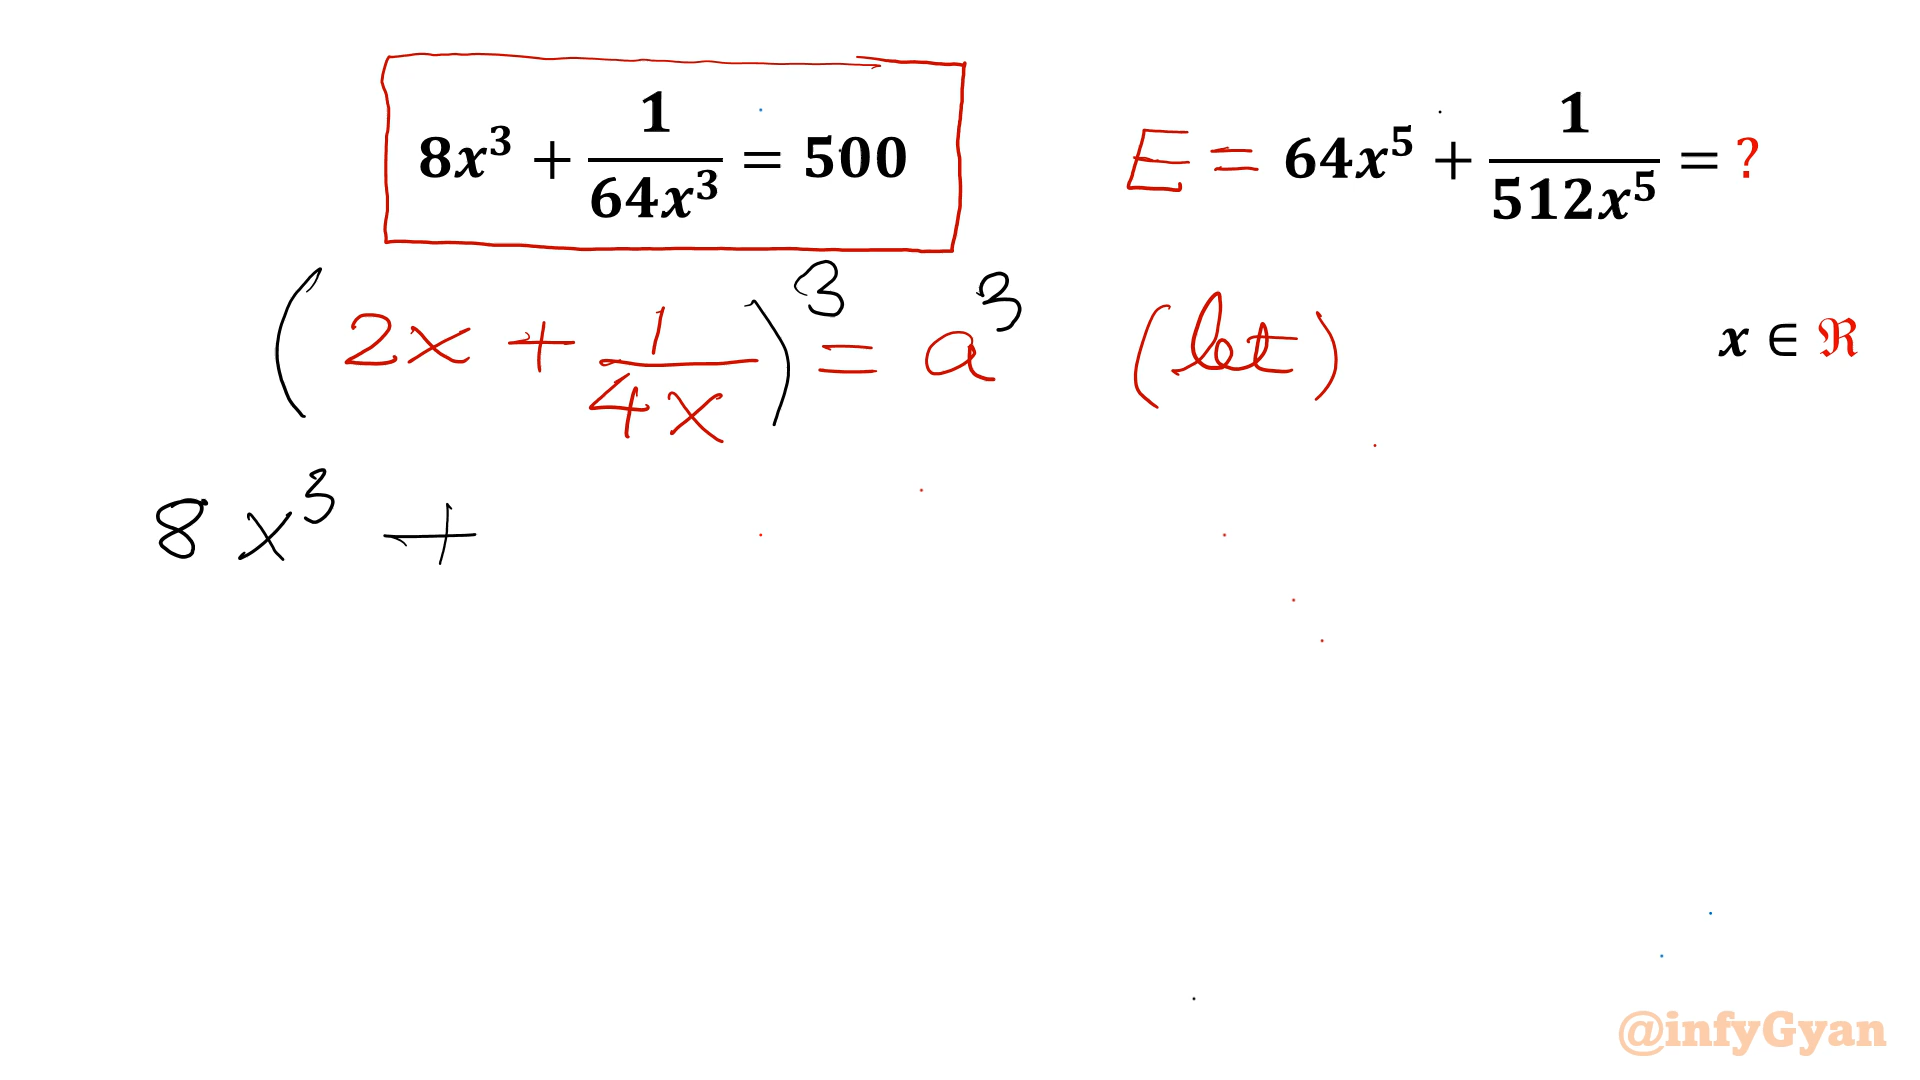 8x³ + 1/(64x³) = 500
E = 64x⁵ + 1/(512x⁵) = ?
(2x + 1/(4x))³ = a³ (let)
x ∈ ℜ
8x³ +
@infyGyan